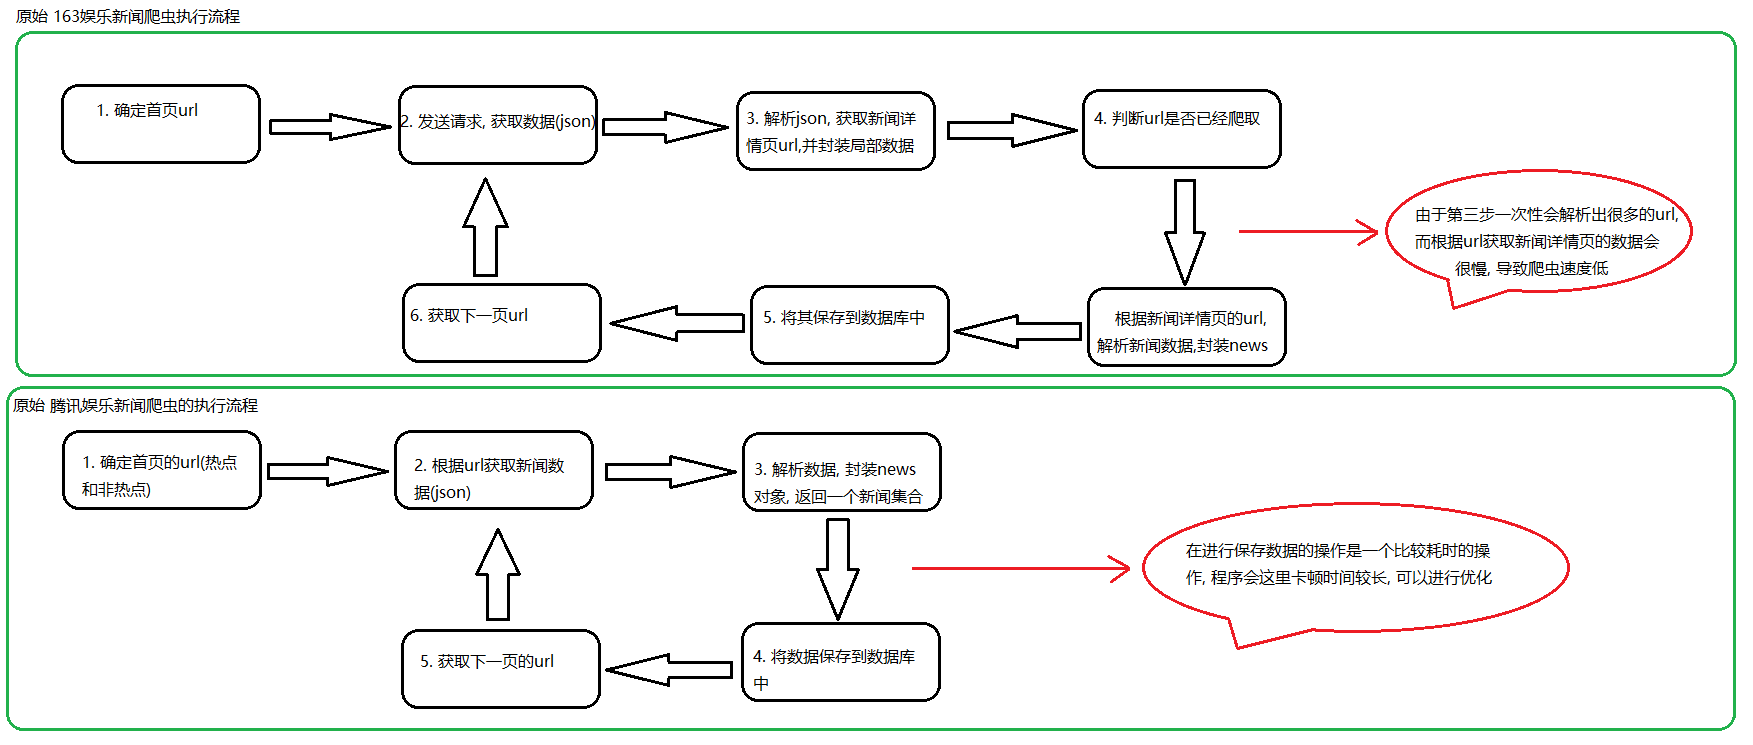 原始 163娱乐新闻爬虫执行流程
1. 确定首页url
2. 发送请求, 获取数据(json)
3. 解析json, 获取新闻详
情页url,并封装局部数据
4. 判断url是否已经爬取
由于第三步一次性会解析出很多的url,
而根据url获取新闻详情页的数据会
很慢, 导致爬虫速度低
根据新闻详情页的url,
解析新闻数据,封装news
5. 将其保存到数据库中
6. 获取下一页url
原始 腾讯娱乐新闻爬虫的执行流程
1. 确定首页的url(热点
和非热点)
2. 根据url获取新闻数
据(json)
3. 解析数据, 封装news
对象, 返回一个新闻集合
在进行保存数据的操作是一个比较耗时的操
作, 程序会这里卡顿时间较长, 可以进行优化
4. 将数据保存到数据库
中
5. 获取下一页的url